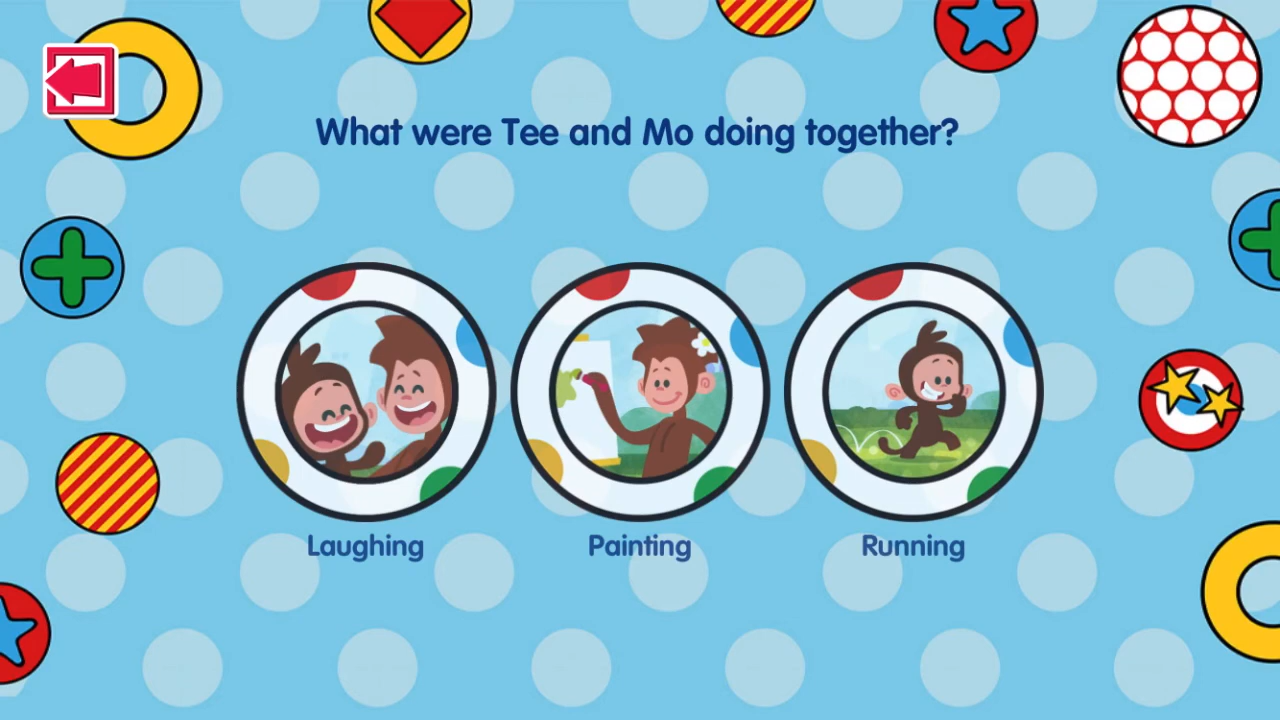 What were Tee and Mo doing together?
Laughing
Painting
Running